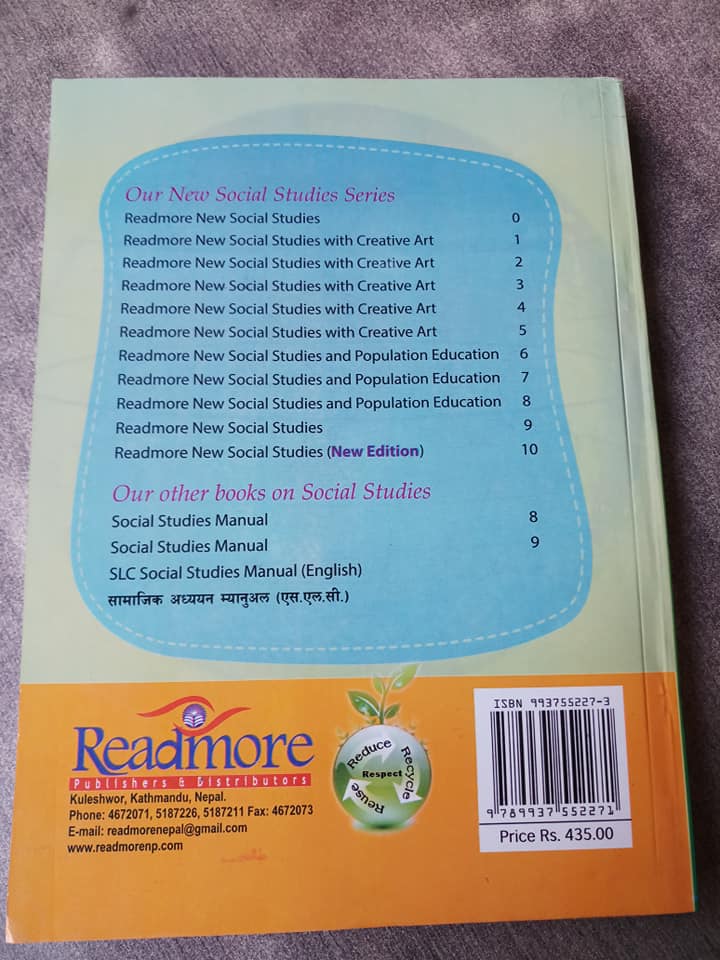 Our New Social Studies Series
Readmore New Social Studies 0
Readmore New Social Studies with Creative Art 1
Readmore New Social Studies with Creative Art 2
Readmore New Social Studies with Creative Art 3
Readmore New Social Studies with Creative Art 4
Readmore New Social Studies with Creative Art 5
Readmore New Social Studies and Population Education 6
Readmore New Social Studies and Population Education 7
Readmore New Social Studies and Population Education 8
Readmore New Social Studies 9
Readmore New Social Studies (New Edition) 10
Our other books on Social Studies
Social Studies Manual 8
Social Studies Manual 9
SLC Social Studies Manual (English)
सामाजिक अध्ययन म्यानुअल (एस.एल.सी.)
Readmore
Publishers & Distributors
Kuleshwor, Kathmandu, Nepal.
Phone: 4672071, 5187226, 5187211 Fax: 4672073
E-mail: readmorenepal@gmail.com
www.readmorenp.com
Reduce
Recycle
Respect
Reuse
ISBN 993755227-3
9 789937 552271
Price Rs. 435.00